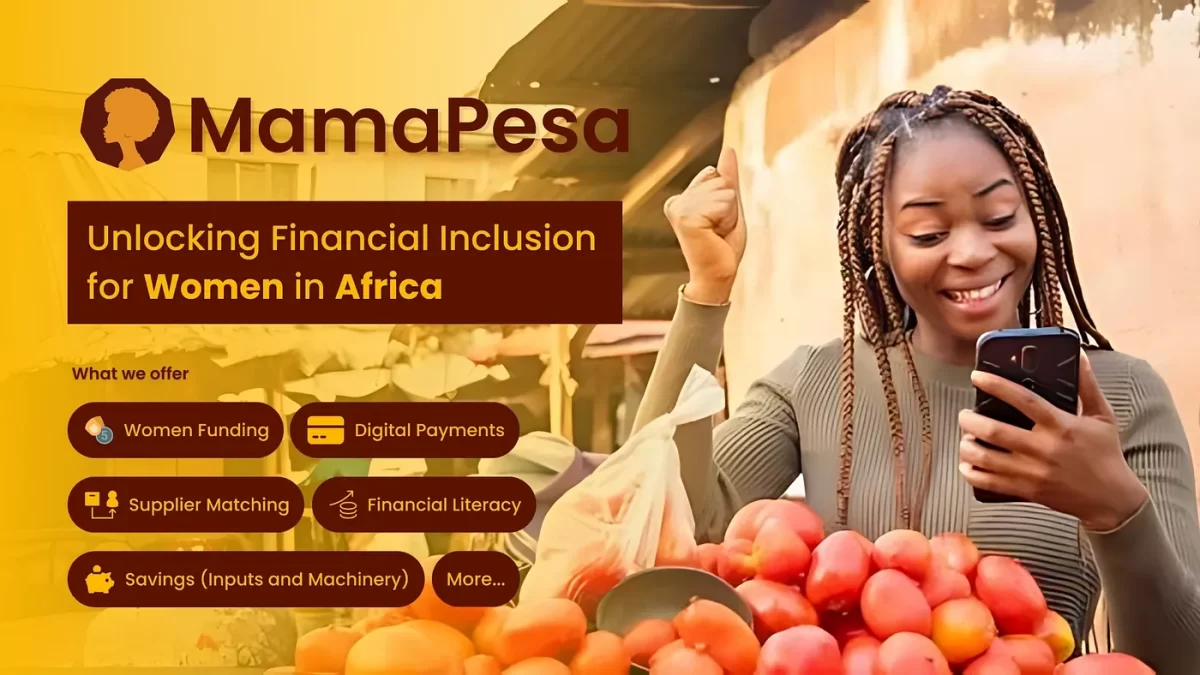 MamaPesa
Unlocking Financial Inclusion
for Women in Africa
What we offer
Women Funding
Digital Payments
Supplier Matching
Financial Literacy
Savings (Inputs and Machinery)
More...